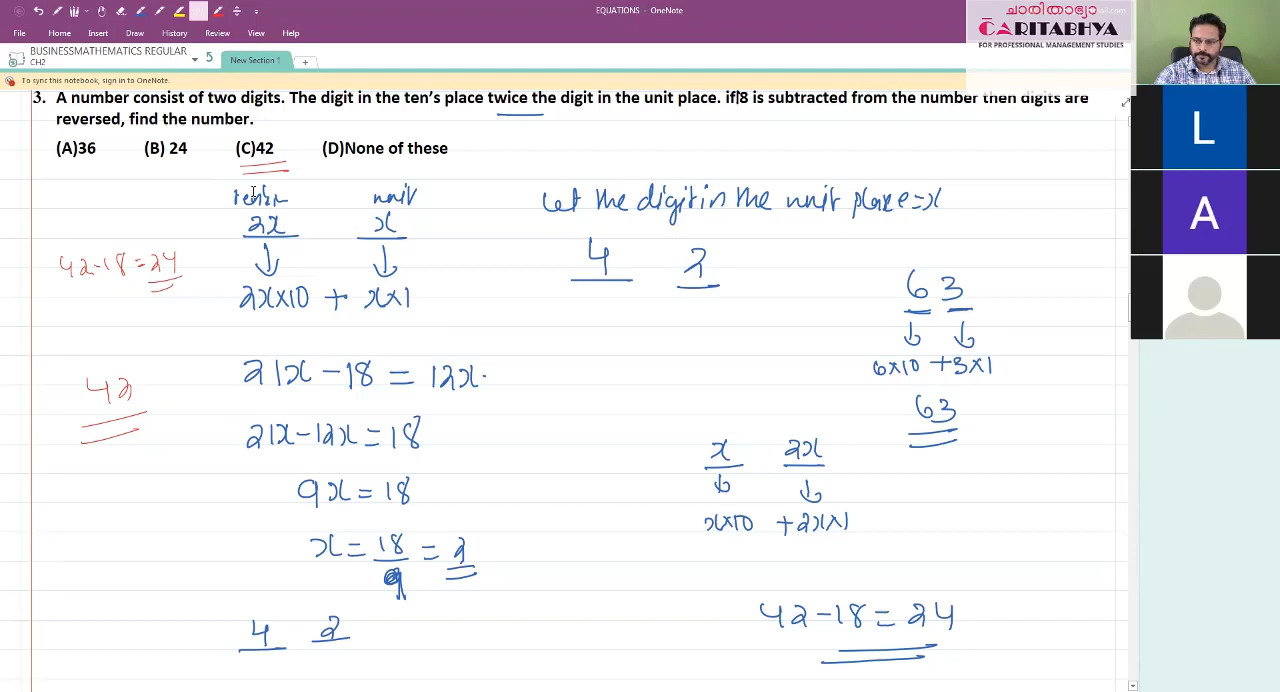 EQUATIONS - OneNote
ചാരിതാഭ്യാ
CARITABHYA
FOR PROFESSIONAL MANAGEMENT STUDIES
File Home Insert Draw History Review View Help
BUSINESSMATHEMATICS REGULAR
CH2
New Section 1
To sync this notebook, sign in to OneNote.
3. A number consist of two digits. The digit in the ten's place twice the digit in the unit place. if 18 is subtracted from the number then digits are
reversed, find the number.
(A)36 (B) 24 (C)42 (D)None of these
unit
Let the digit in the unit place = x
2x x
4 2
42-18=24
2x×10 + x×1
6 3
6×10 + 3×1
63
21x - 18 = 12x
42
21x - 12x = 18
x 2x
9x = 18
x×10 + 2x×1
x = 18/9 = 2
42 - 18 = 24
4 2
L
A